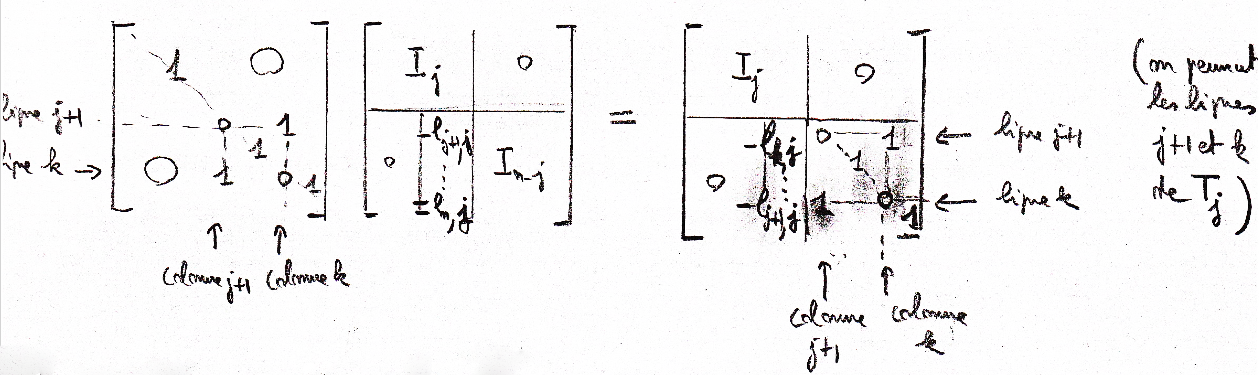 1 O
ligne j+1
0 1
1
ligne k →
O 1 0 1
↑ ↑
colonne j+1 colonne k
I_j 0
-l_{j+1,j}
0 I_{n-j}
-l_{n,j}
=
I_j 0
-l_{k,j} 0 1 ← ligne j+1
1
0
-l_{j+1,j} 1 0 ← ligne k
1
↑ ↑
colonne colonne
j+1 k
(on permute
les lignes
j+1 et k
de T_j)